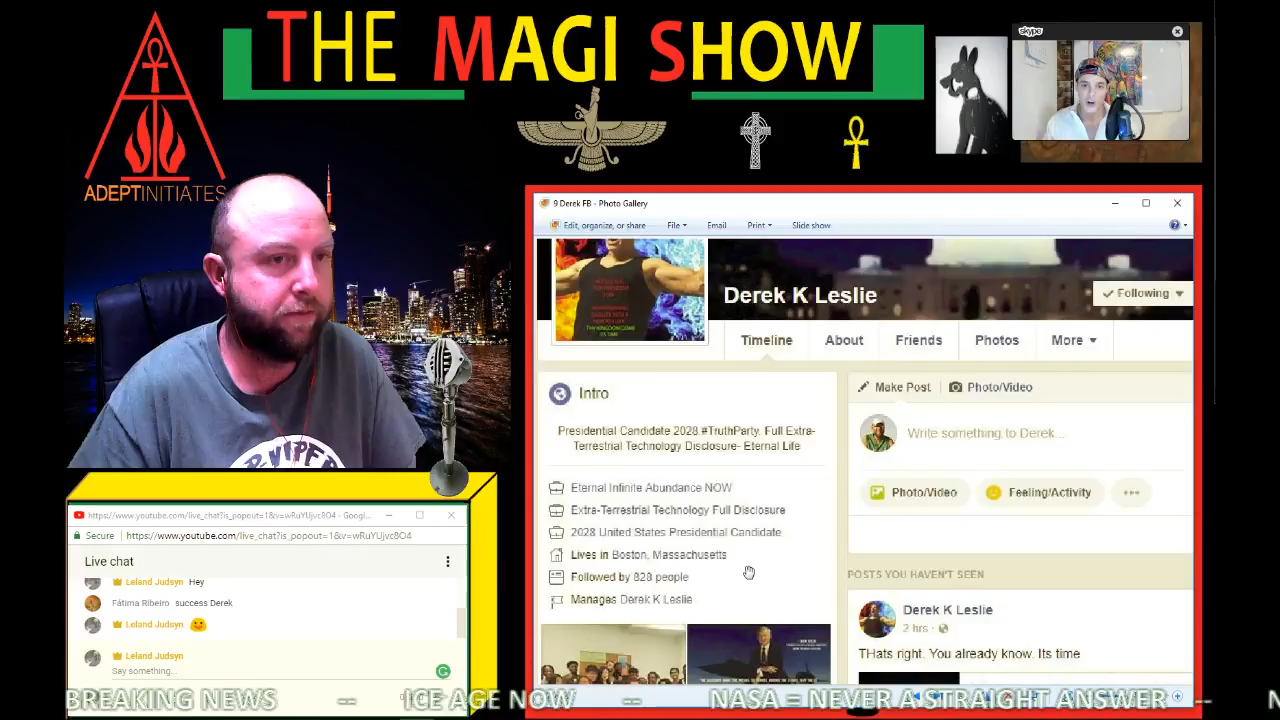 THE MAGI SHOW
skype
ADEPTINITIATES
9 Derek FB - Photo Gallery
Edit, organize, or share File Email Print Slide show
Derek K Leslie
Following
Timeline About Friends Photos More
Intro
Presidential Candidate 2028 #TruthParty. Full Extra-
Terrestrial Technology Disclosure- Eternal Life
Eternal Infinite Abundance NOW
Extra-Terrestrial Technology Full Disclosure
2028 United States Presidential Candidate
Lives in Boston, Massachusetts
Followed by 828 people
Manages Derek K Leslie
Make Post Photo/Video
Write something to Derek...
Photo/Video Feeling/Activity
POSTS YOU HAVEN'T SEEN
Derek K Leslie
2 hrs
THats right. You already know. Its time
https://www.youtube.com/live_chat?is_popout=1&v=wRuYUjvc8O4 - Googl...
Secure https://www.youtube.com/live_chat?is_popout=1&v=wRuYUjvc8O4
Live chat
Leland Judsyn Hey
Fátima Ribeiro success Derek
Leland Judsyn
Leland Judsyn
Say something...
BREAKING NEWS -- ICE AGE NOW -- NASA = NEVER A STRAIGHT ANSWER -- N